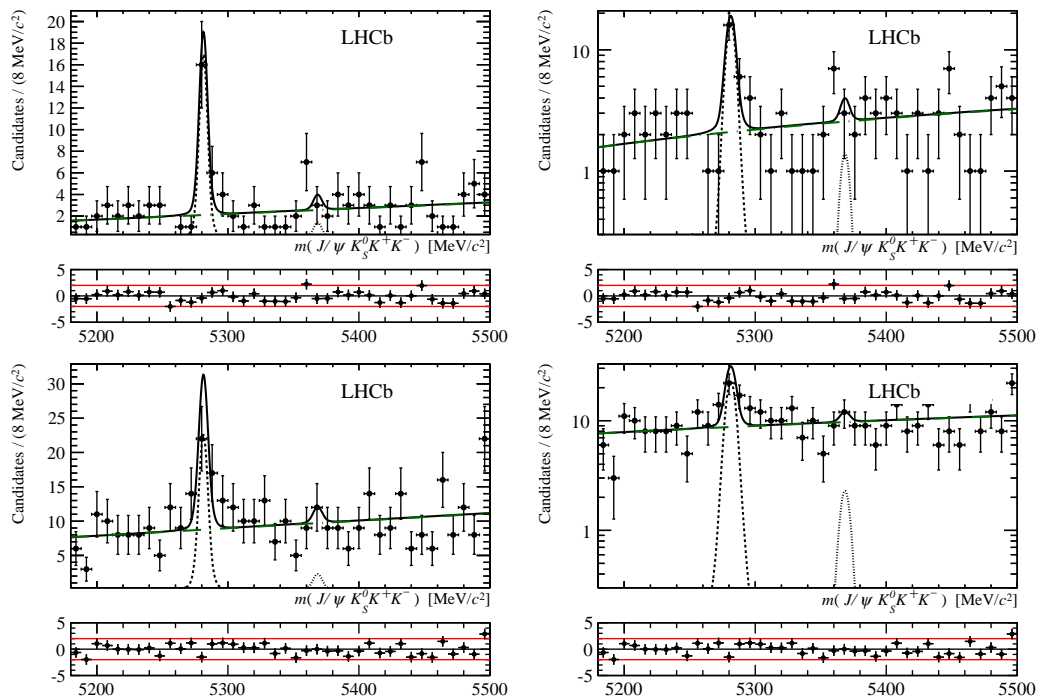 20
18
16
14
12
10
8
6
4
2
Candidates / (8 MeV/c²)
LHCb
m( J/ψ K⁰_S K⁺K⁻ ) [MeV/c²]
5
0
-5
5200 5300 5400 5500
10
1
Candidates / (8 MeV/c²)
LHCb
m( J/ψ K⁰_S K⁺K⁻ ) [MeV/c²]
5
0
-5
5200 5300 5400 5500
30
25
20
15
10
5
Candidates / (8 MeV/c²)
LHCb
m( J/ψ K⁰_S K⁺K⁻ ) [MeV/c²]
5
0
-5
5200 5300 5400 5500
10
1
Candidates / (8 MeV/c²)
LHCb
m( J/ψ K⁰_S K⁺K⁻ ) [MeV/c²]
5
0
-5
5200 5300 5400 5500